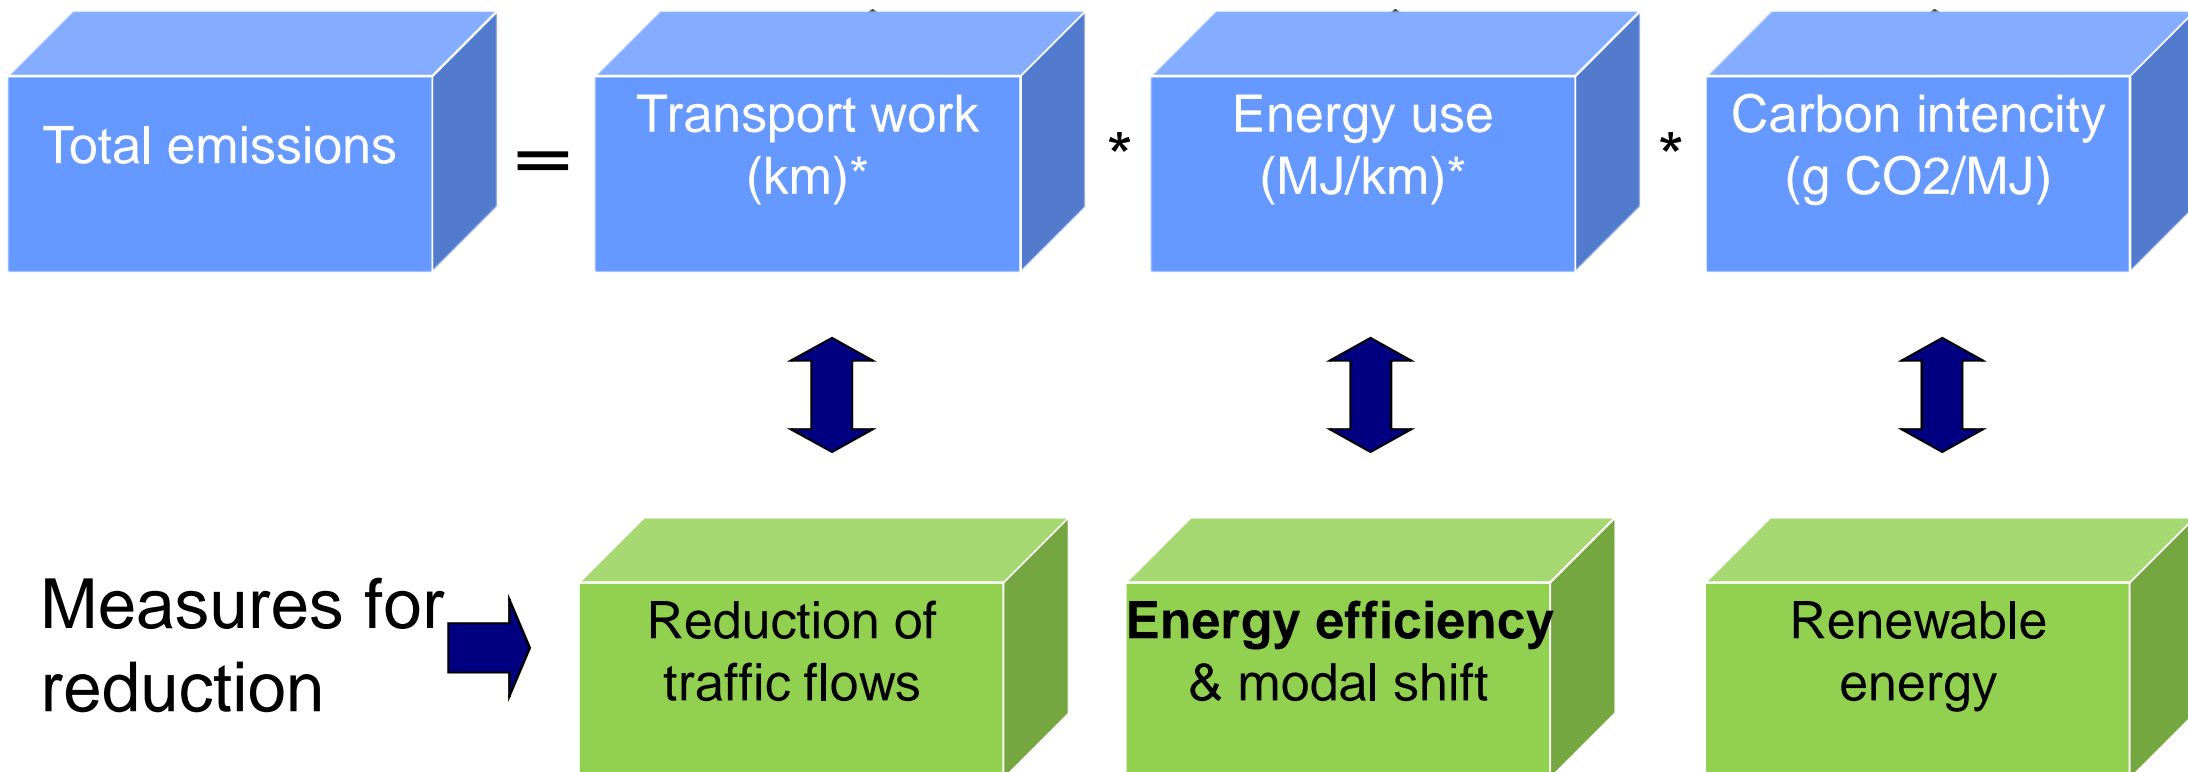 Total emissions
=
Transport work
(km)*
*
Energy use
(MJ/km)*
*
Carbon intencity
(g CO2/MJ)
Measures for
reduction
Reduction of
traffic flows
Energy efficiency
& modal shift
Renewable
energy